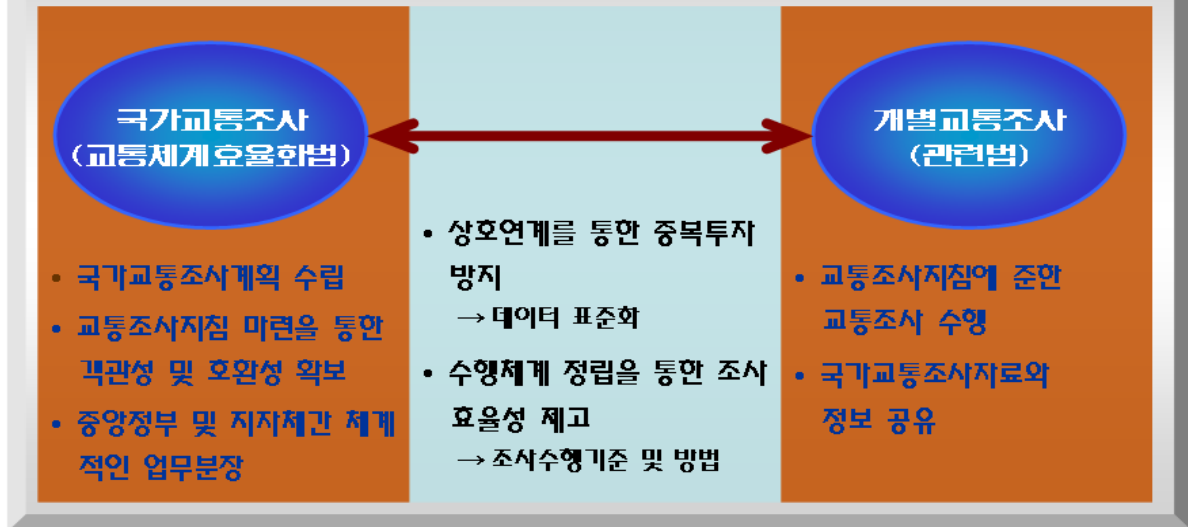 국가교통조사
(교통체계효율화법)
• 국가교통조사계획 수립
• 교통조사지침 마련을 통한
객관성 및 호환성 확보
• 중앙정부 및 지자체간 체계
적인 업무분장
• 상호연계를 통한 중복투자
방지
→ 데이터 표준화
• 수행체계 정립을 통한 조사
효율성 제고
→ 조사수행기준 및 방법
개별교통조사
(관련법)
• 교통조사지침에 준한
교통조사 수행
• 국가교통조사자료와
정보 공유